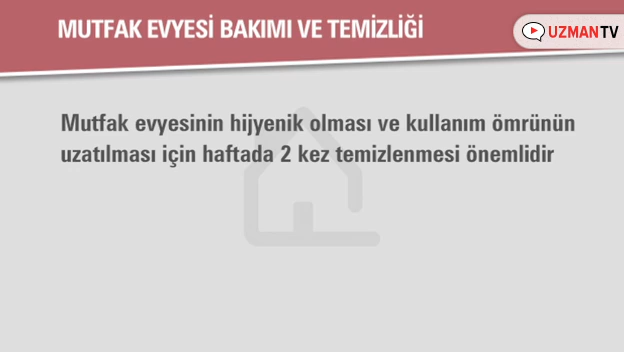 MUTFAK EVYESİ BAKIMI VE TEMİZLİĞİ
UZMANTV
Mutfak evyesinin hijyenik olması ve kullanım ömrünün
uzatılması için haftada 2 kez temizlenmesi önemlidir